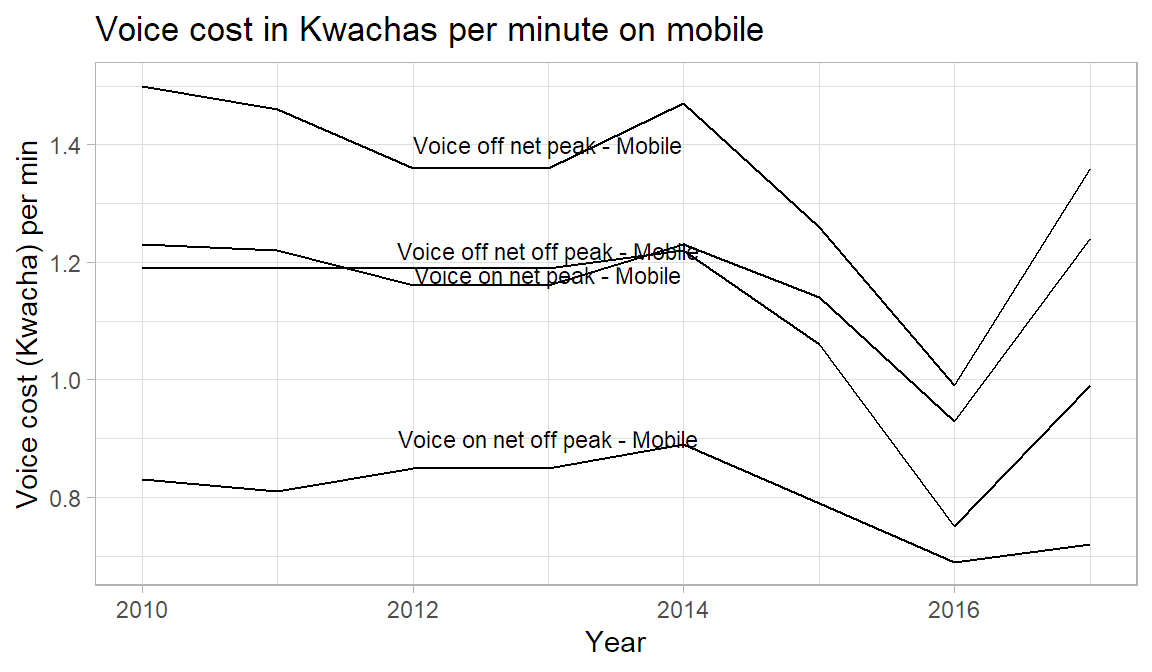 Voice cost in Kwachas per minute on mobile
Voice cost (Kwacha) per min
1.4
1.2
1.0
0.8
Voice off net peak - Mobile
Voice off net off peak - Mobile
Voice on net peak - Mobile
Voice on net off peak - Mobile
2010
2012
2014
2016
Year